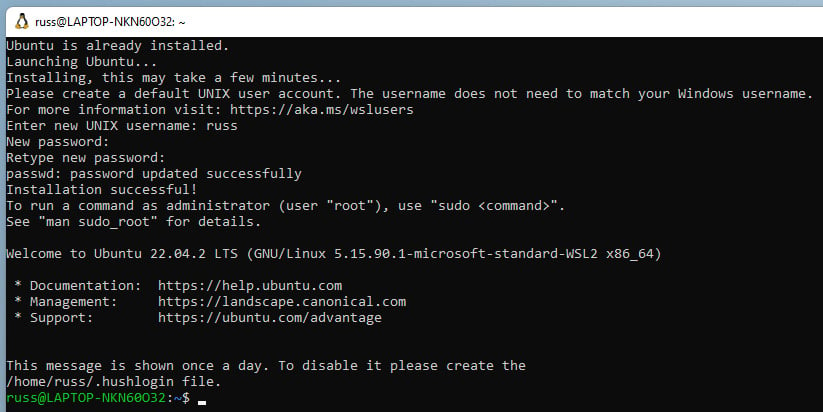 russ@LAPTOP-NKN60O32: ~
Ubuntu is already installed.
Launching Ubuntu...
Installing, this may take a few minutes...
Please create a default UNIX user account. The username does not need to match your Windows username.
For more information visit: https://aka.ms/wslusers
Enter new UNIX username: russ
New password:
Retype new password:
passwd: password updated successfully
Installation successful!
To run a command as administrator (user "root"), use "sudo <command>".
See "man sudo_root" for details.
Welcome to Ubuntu 22.04.2 LTS (GNU/Linux 5.15.90.1-microsoft-standard-WSL2 x86_64)
* Documentation:  https://help.ubuntu.com
* Management:     https://landscape.canonical.com
* Support:        https://ubuntu.com/advantage
This message is shown once a day. To disable it please create the
/home/russ/.hushlogin file.
russ@LAPTOP-NKN60O32:~$